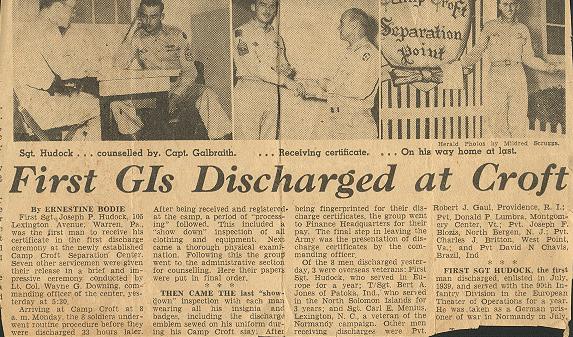 Camp Croft
Separation
Point
Herald Photos by Mildred Scruggs.
Sgt. Hudock . . . counselled by. Capt. Galbraith. . . . Receiving certificate. . . . On his way home at last.
First GIs Discharged at Croft
By ERNESTINE BODIE
First Sgt. Joseph P. Hudock, 105
Lexington Avenue, Warren, Pa.,
was the first man to receive his
certificate in the first discharge
ceremony at the newly established
Camp Croft Separation Center.
Seven other servicemen were given
their release in a brief and im-
pressive ceremony conducted by
Lt. Col. Wayne G. Downing, com-
manding officer of the center, yes-
terday at 5:30.
Arriving at Camp Croft at 8
a. m. Monday, the 8 soldiers under-
went routine procedure before they
were discharged 33 hours later.
After being received and registered
at the camp, a period of "process-
ing" followed. This included a
"show down" inspection of all
clothing and equipment. Next
came a thorough physical exami-
nation. Following this the group
went to the administrative section
for counselling. Here their papers
were put in final order.
* * *
THEN CAME THE last "show-
down" inspection with each man
wearing all his insignia and
badges, including the discharge
emblem sewed on his uniform dur-
ing his Camp Croft stay. After
being fingerprinted for their dis-
charge certificates, the group went
to Finance Headquarters for their
pay. The final step in leaving the
Army was the presentation of dis-
charge certificates by the com-
manding officer.
Of the 8 men discharged yester-
day, 3 were overseas veterans: First
Sgt. Hudock, who served in Eu-
rope for a year; T/Sgt. Bert A.
Jones, of Patoka, Ind., who served
in the North Solomon Islands for
3 years; and Sgt. Carl E. Menius,
Lexington, N. C., a veteran of the
Normandy campaign. Other men
receiving discharges were Pvt.
Robert J. Gaul, Providence, R. I.;
Pvt. Donald P. Lumbra, Montgom-
ery Center, Vt.; Pvt. Joseph F.
Moxis, North Bergen, N. J.; Pvt.
Charles J. Britton, West Point,
Va.; and Pvt David N Chavis,
Brazil, Ind
* * *
FIRST SGT HUDOCK, the first
man discharged, enlisted in July,
1939, and served with the 90th In-
fantry Division in the European
Theater of Operations for a year.
He was taken as a German pris-
oner of war in Normandy in July,